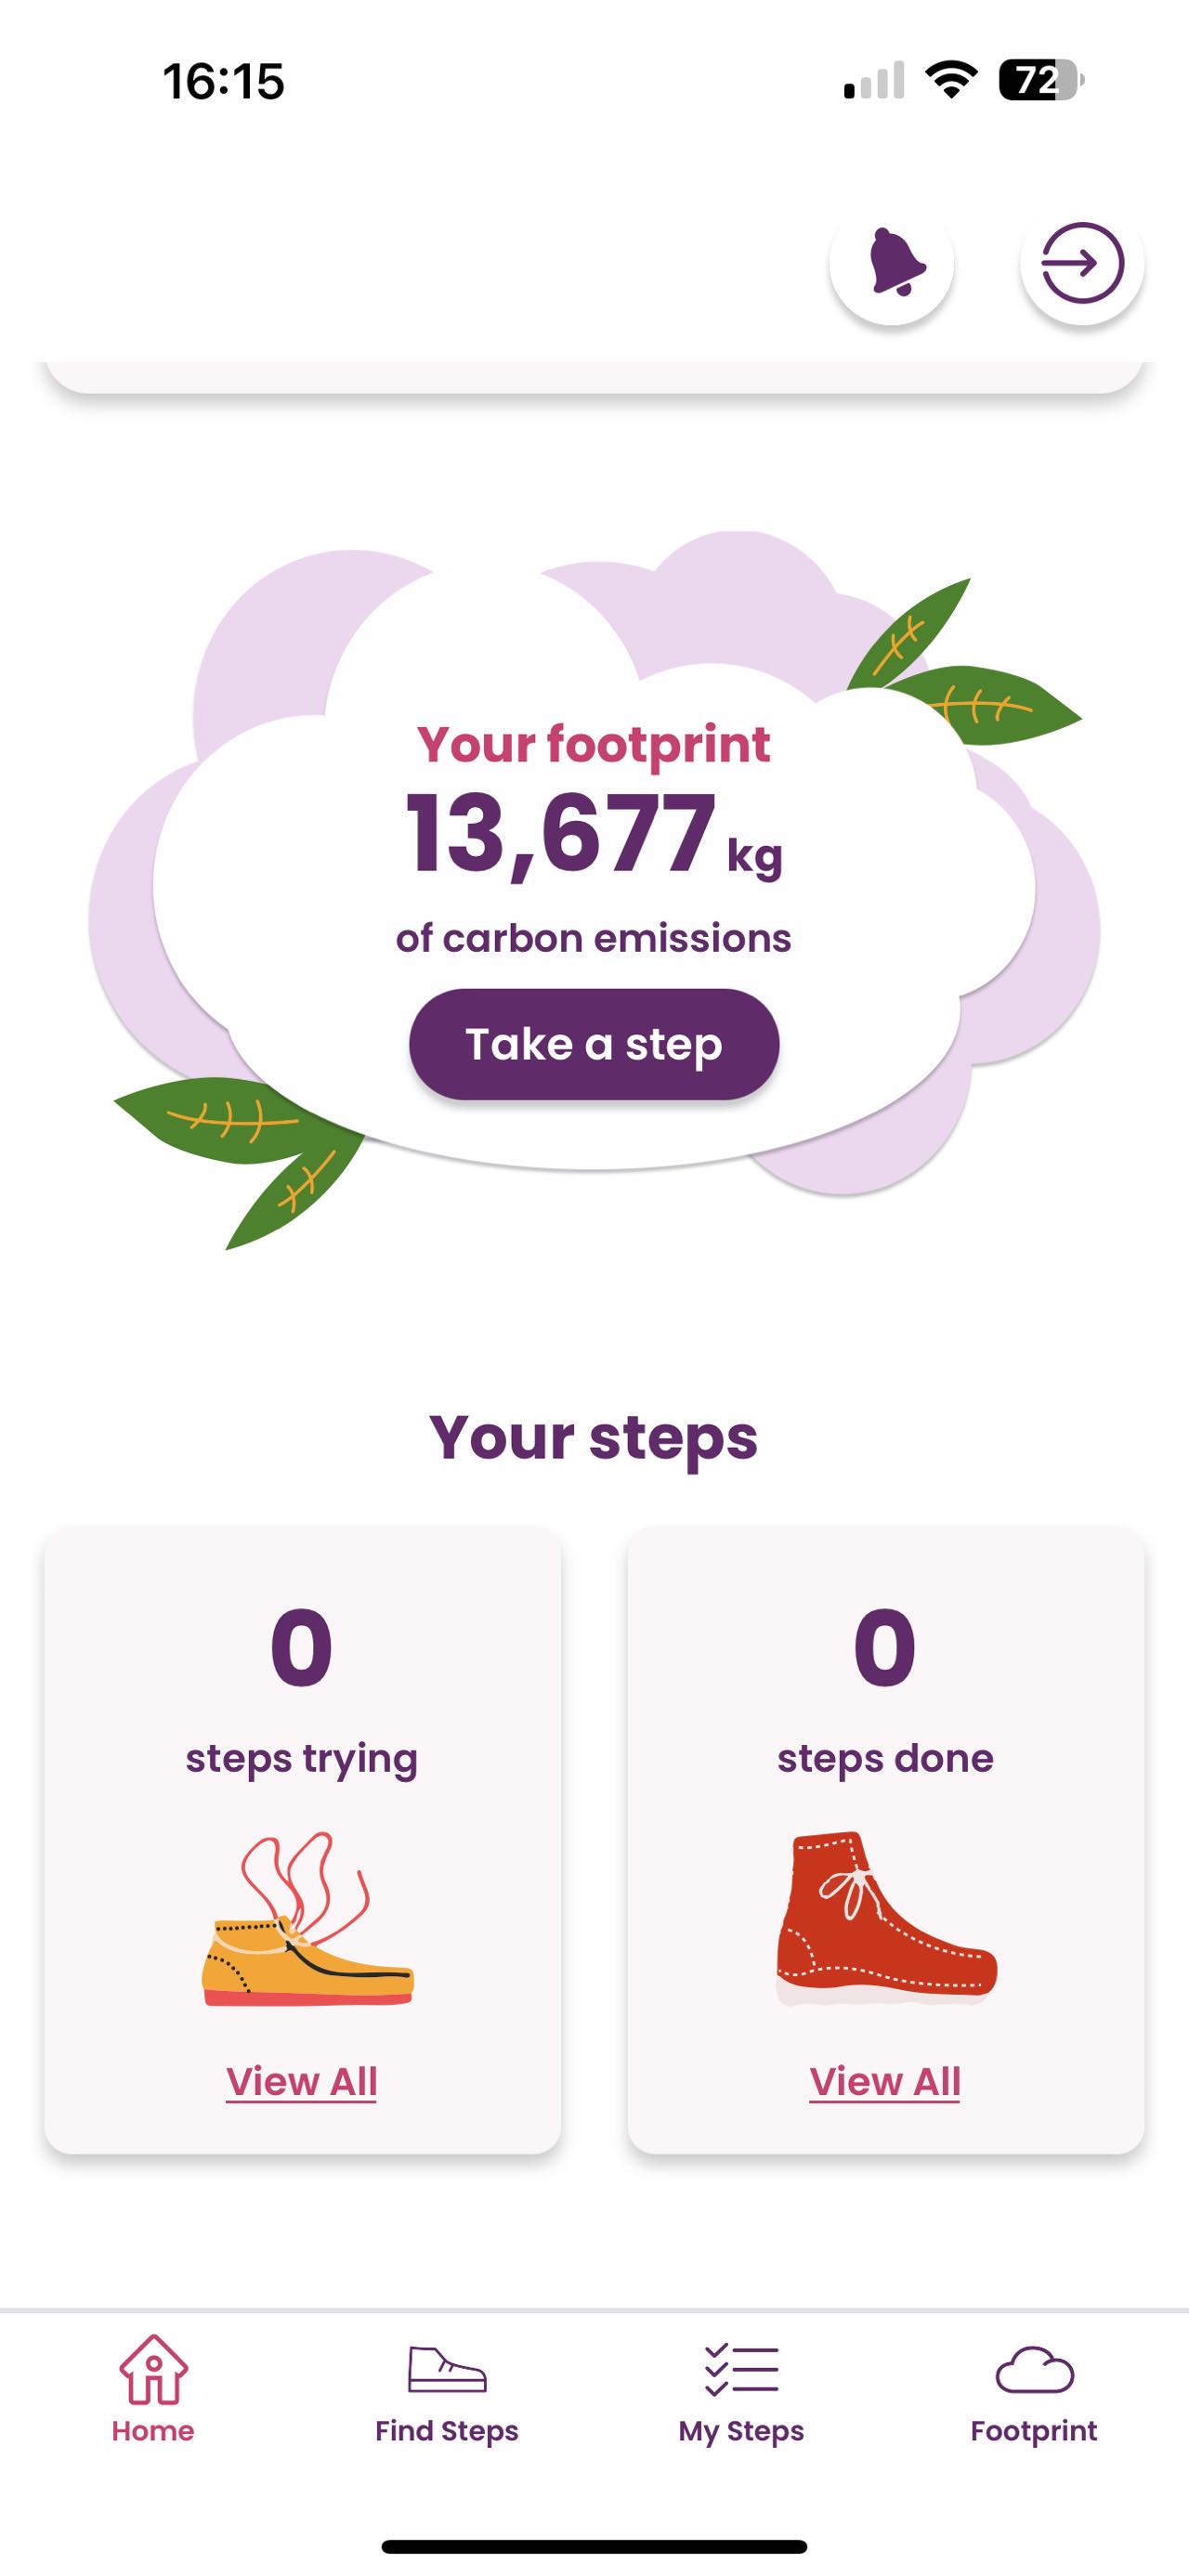 16:15
72
Your footprint
13,677 kg
of carbon emissions
Take a step
Your steps
0
steps trying
View All
0
steps done
View All
Home
Find Steps
My Steps
Footprint